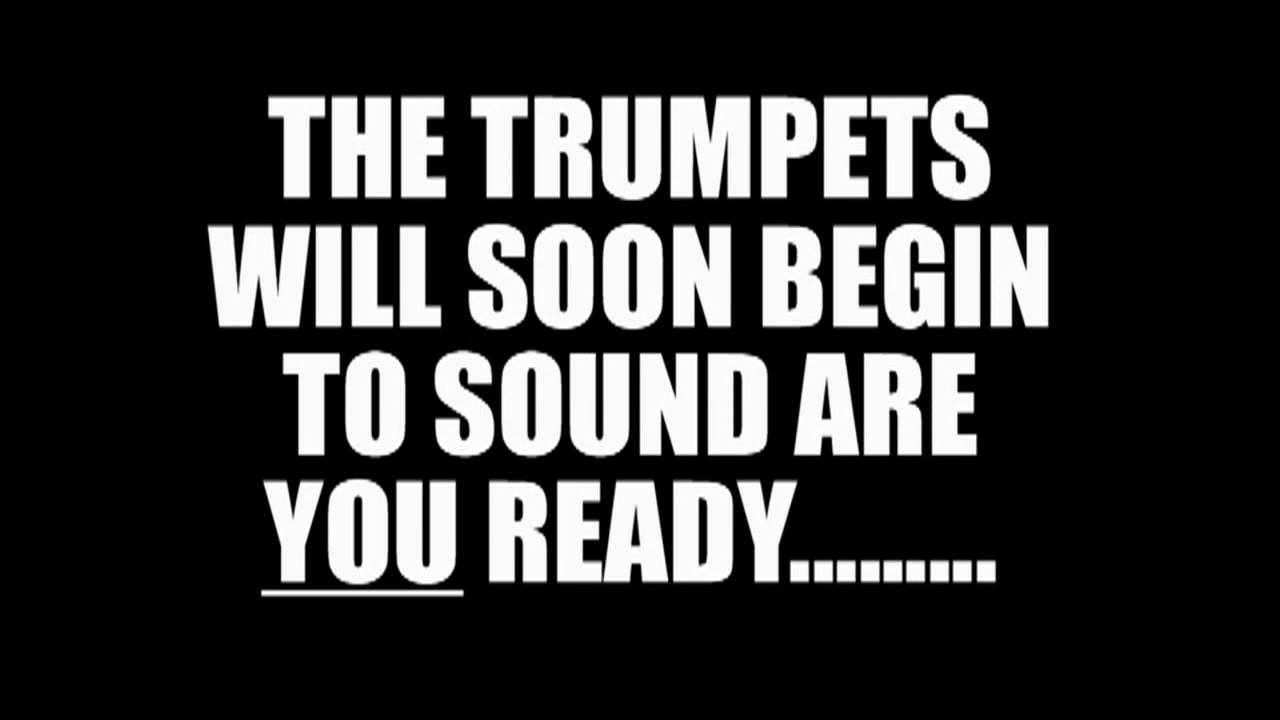 THE TRUMPETS
WILL SOON BEGIN
TO SOUND ARE
YOU READY.........